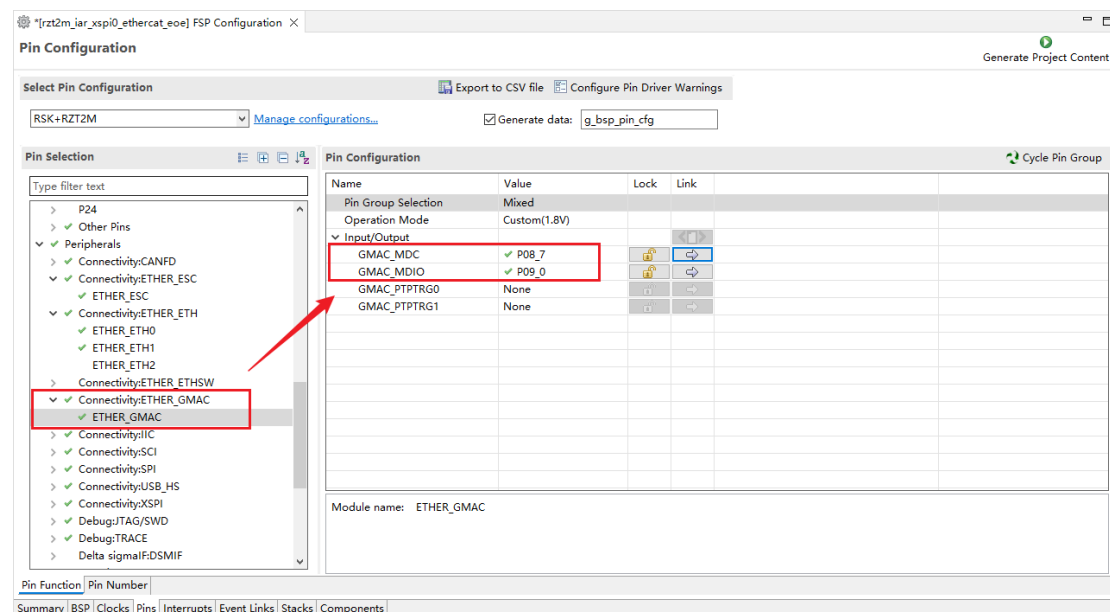 *[rzt2m_iar_xspi0_ethercat_eoe] FSP Configuration
Pin Configuration
Generate Project Content
Select Pin Configuration
Export to CSV file
Configure Pin Driver Warnings
RSK+RZT2M
Manage configurations...
Generate data:
g_bsp_pin_cfg
Pin Selection
Pin Configuration
Cycle Pin Group
Type filter text
P24
Other Pins
Peripherals
Connectivity:CANFD
Connectivity:ETHER_ESC
ETHER_ESC
Connectivity:ETHER_ETH
ETHER_ETH0
ETHER_ETH1
ETHER_ETH2
Connectivity:ETHER_ETHSW
Connectivity:ETHER_GMAC
ETHER_GMAC
Connectivity:IIC
Connectivity:SCI
Connectivity:SPI
Connectivity:USB_HS
Connectivity:XSPI
Debug:JTAG/SWD
Debug:TRACE
Delta sigmaIF:DSMIF
Name Value Lock Link
Pin Group Selection Mixed
Operation Mode Custom(1.8V)
Input/Output
GMAC_MDC P08_7
GMAC_MDIO P09_0
GMAC_PTPTRG0 None
GMAC_PTPTRG1 None
Module name: ETHER_GMAC
Pin Function Pin Number
Summary BSP Clocks Pins Interrupts Event Links Stacks Components